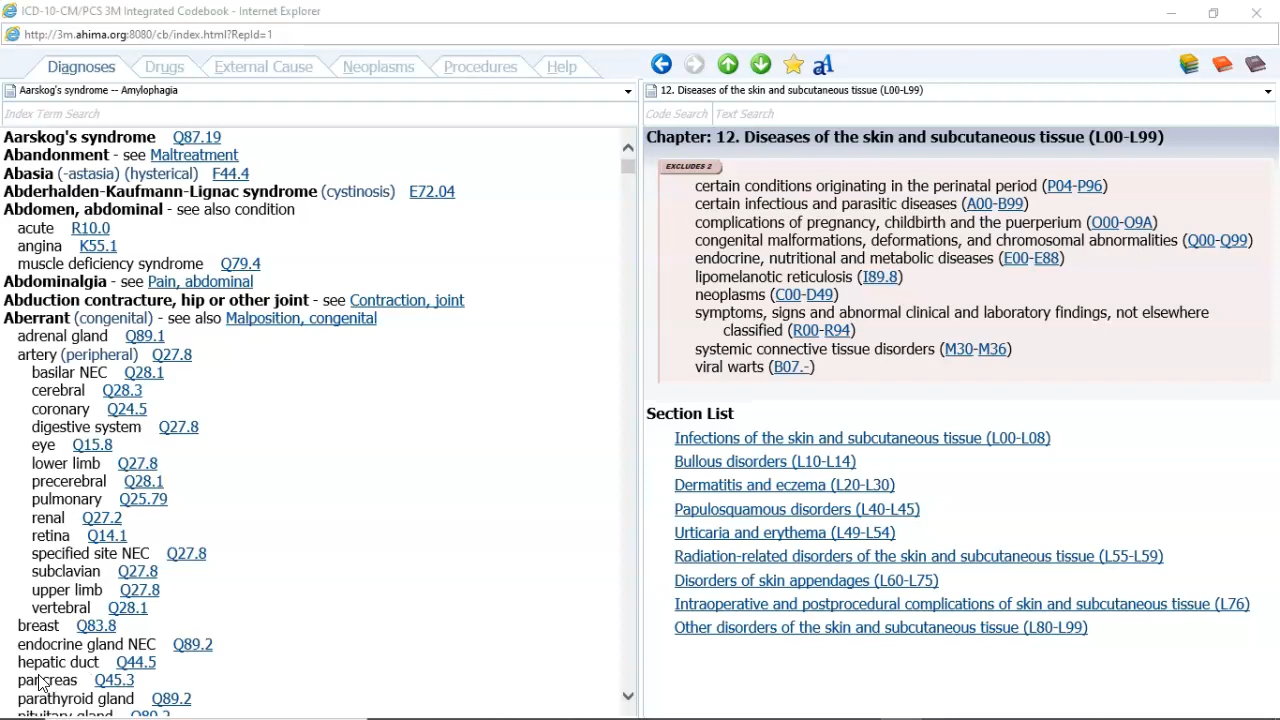 ICD-10-CM/PCS 3M Integrated Codebook - Internet Explorer
http://3m.ahima.org:8080/cb/index.html?RepId=1
Diagnoses Drugs External Cause Neoplasms Procedures Help
Aarskog's syndrome -- Amylophagia
Index Term Search
Aarskog's syndrome Q87.19
Abandonment - see Maltreatment
Abasia (-astasia) (hysterical) F44.4
Abderhalden-Kaufmann-Lignac syndrome (cystinosis) E72.04
Abdomen, abdominal - see also condition
acute R10.0
angina K55.1
muscle deficiency syndrome Q79.4
Abdominalgia - see Pain, abdominal
Abduction contracture, hip or other joint - see Contraction, joint
Aberrant (congenital) - see also Malposition, congenital
adrenal gland Q89.1
artery (peripheral) Q27.8
basilar NEC Q28.1
cerebral Q28.3
coronary Q24.5
digestive system Q27.8
eye Q15.8
lower limb Q27.8
precerebral Q28.1
pulmonary Q25.79
renal Q27.2
retina Q14.1
specified site NEC Q27.8
subclavian Q27.8
upper limb Q27.8
vertebral Q28.1
breast Q83.8
endocrine gland NEC Q89.2
hepatic duct Q44.5
pancreas Q45.3
parathyroid gland Q89.2
pituitary gland Q89.2
aA
12. Diseases of the skin and subcutaneous tissue (L00-L99)
Code Search Text Search
Chapter: 12. Diseases of the skin and subcutaneous tissue (L00-L99)
EXCLUDES 2
certain conditions originating in the perinatal period (P04-P96)
certain infectious and parasitic diseases (A00-B99)
complications of pregnancy, childbirth and the puerperium (O00-O9A)
congenital malformations, deformations, and chromosomal abnormalities (Q00-Q99)
endocrine, nutritional and metabolic diseases (E00-E88)
lipomelanotic reticulosis (I89.8)
neoplasms (C00-D49)
symptoms, signs and abnormal clinical and laboratory findings, not elsewhere
classified (R00-R94)
systemic connective tissue disorders (M30-M36)
viral warts (B07.-)
Section List
Infections of the skin and subcutaneous tissue (L00-L08)
Bullous disorders (L10-L14)
Dermatitis and eczema (L20-L30)
Papulosquamous disorders (L40-L45)
Urticaria and erythema (L49-L54)
Radiation-related disorders of the skin and subcutaneous tissue (L55-L59)
Disorders of skin appendages (L60-L75)
Intraoperative and postprocedural complications of skin and subcutaneous tissue (L76)
Other disorders of the skin and subcutaneous tissue (L80-L99)